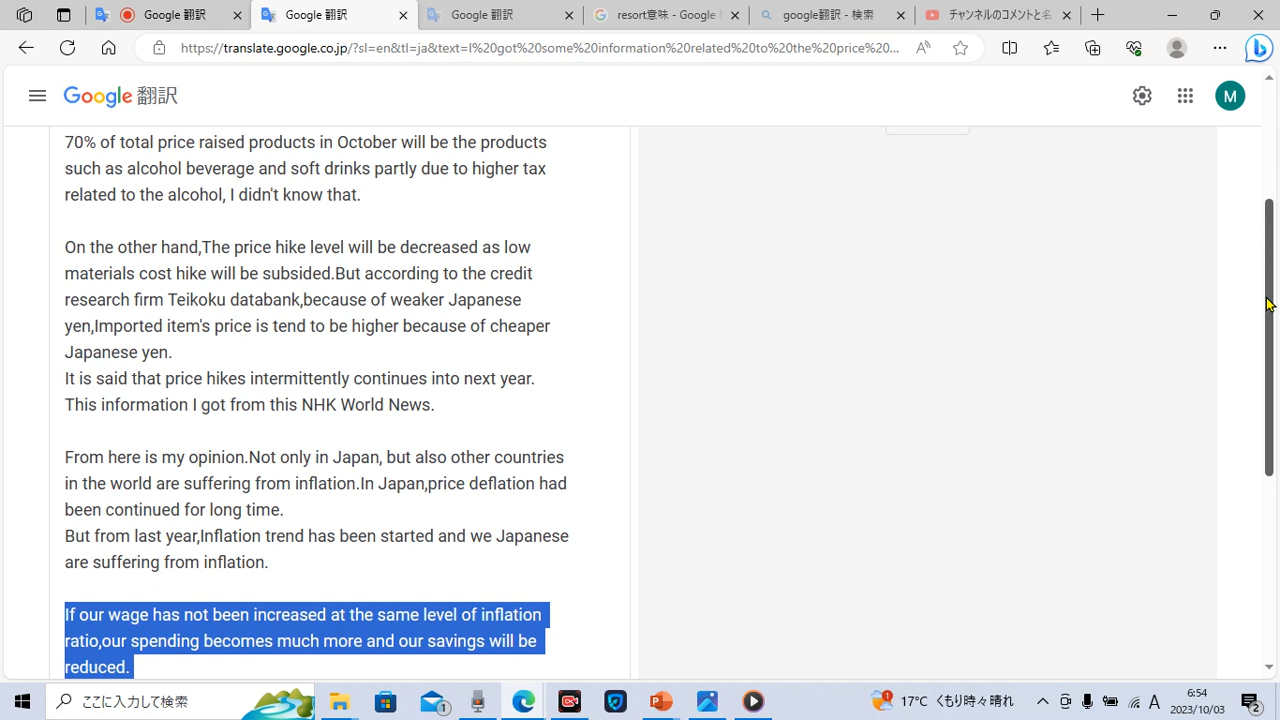 Google 翻訳
Google 翻訳
Google 翻訳
resort意味 - Google
google翻訳 - 検索
チャンネルのコメントと名
https://translate.google.co.jp/?sl=en&tl=ja&text=I%20got%20some%20information%20related%20to%20the%20price%20...
Google 翻訳
M
70% of total price raised products in October will be the products
such as alcohol beverage and soft drinks partly due to higher tax
related to the alcohol, I didn't know that.
On the other hand,The price hike level will be decreased as low
materials cost hike will be subsided.But according to the credit
research firm Teikoku databank,because of weaker Japanese
yen,Imported item's price is tend to be higher because of cheaper
Japanese yen.
It is said that price hikes intermittently continues into next year.
This information I got from this NHK World News.
From here is my opinion.Not only in Japan, but also other countries
in the world are suffering from inflation.In Japan,price deflation had
been continued for long time.
But from last year,Inflation trend has been started and we Japanese
are suffering from inflation.
If our wage has not been increased at the same level of inflation
ratio,our spending becomes much more and our savings will be
reduced.
ここに入力して検索
17°C くもり時々晴れ
A
6:54
2023/10/03